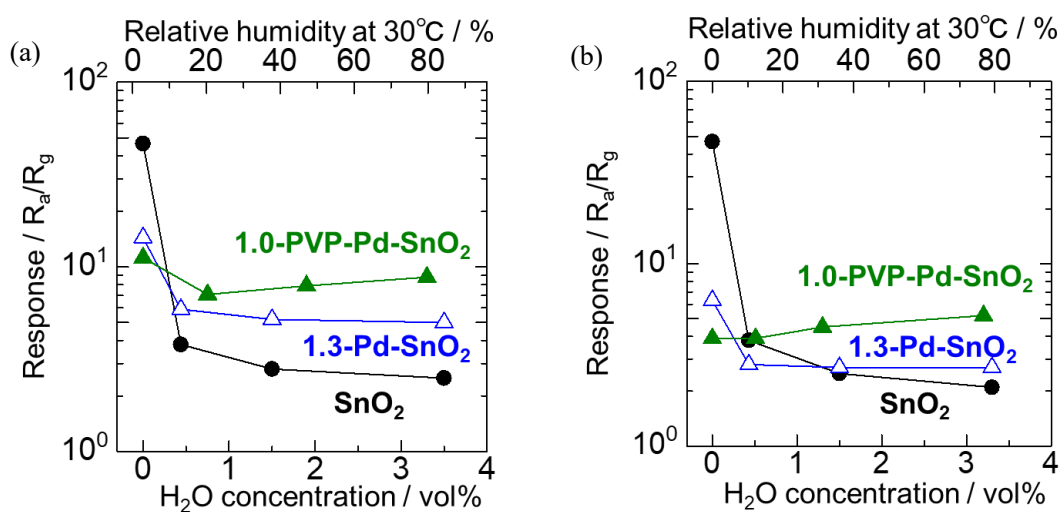 (a)
Relative humidity at 30℃ / %
0 20 40 60 80
10²
10¹
10⁰
Response / Rₐ/R_g
1.0-PVP-Pd-SnO₂
1.3-Pd-SnO₂
SnO₂
0 1 2 3 4
H₂O concentration / vol%
(b)
Relative humidity at 30℃ / %
0 20 40 60 80
10²
10¹
10⁰
Response / Rₐ/R_g
1.0-PVP-Pd-SnO₂
1.3-Pd-SnO₂
SnO₂
0 1 2 3 4
H₂O concentration / vol%